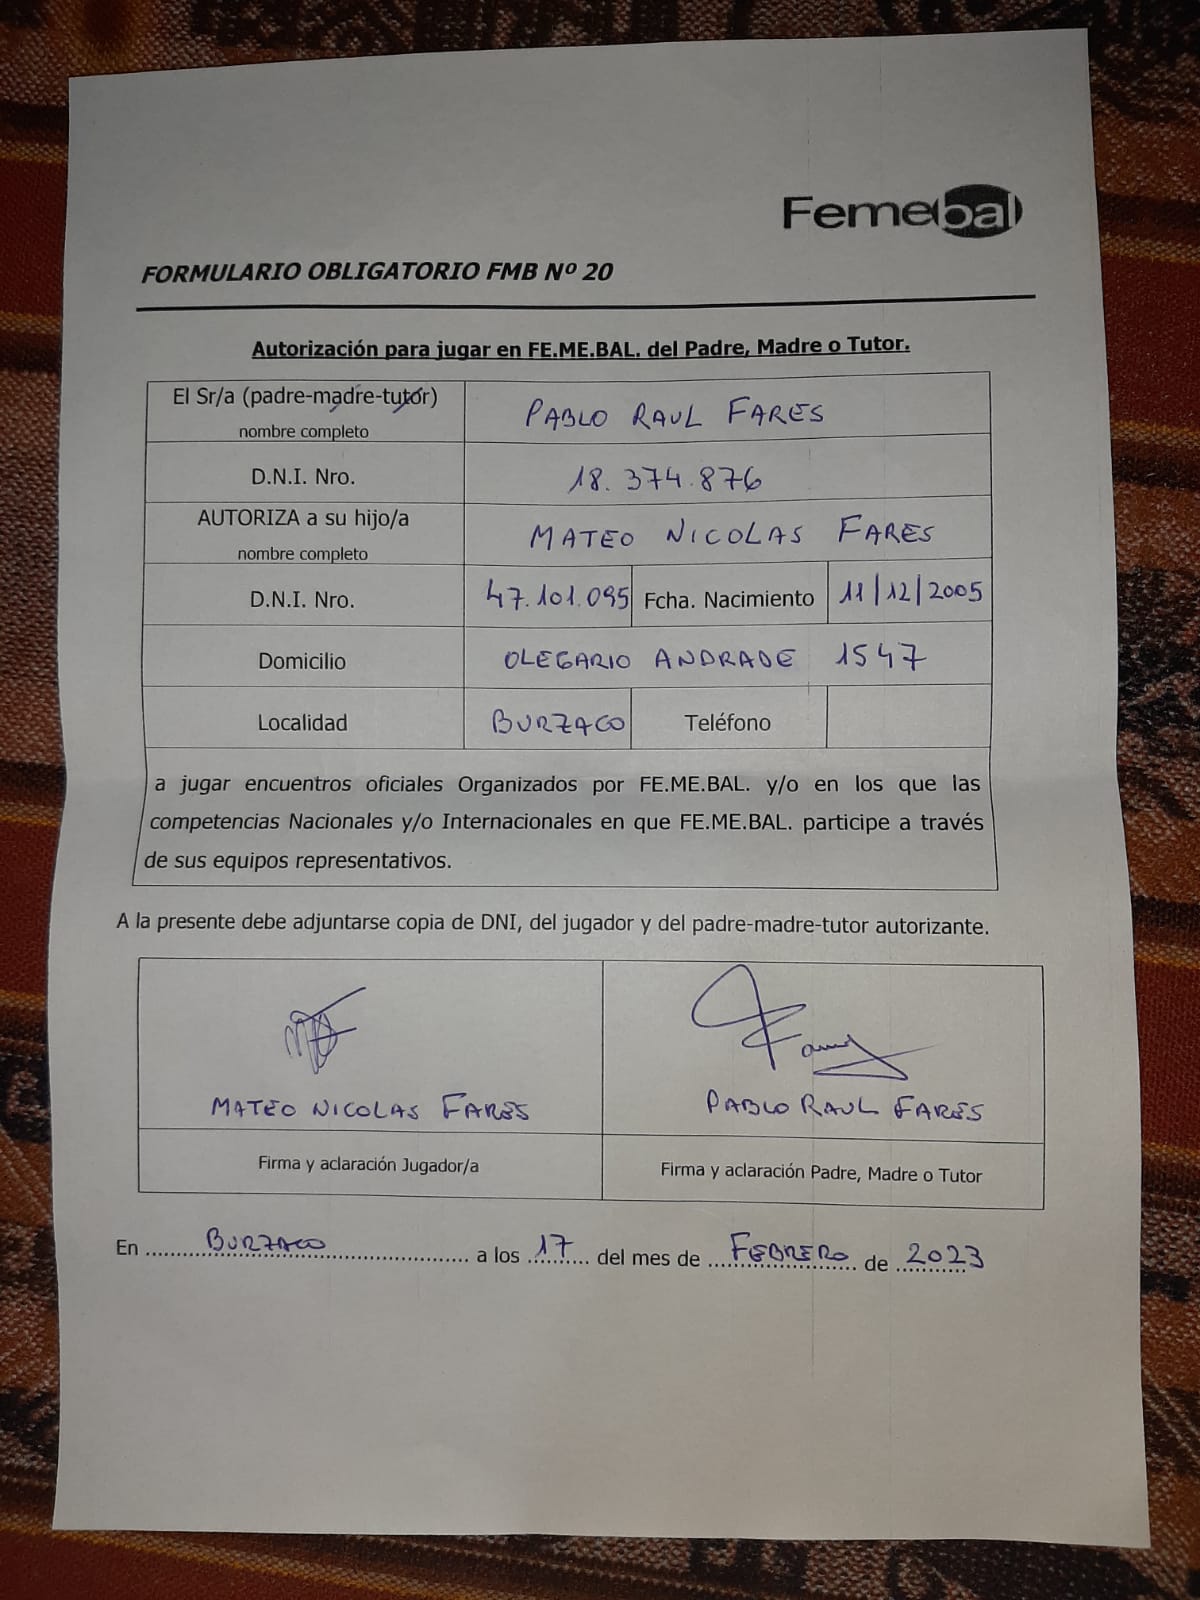 Femebal
FORMULARIO OBLIGATORIO FMB Nº 20
Autorización para jugar en FE.ME.BAL. del Padre, Madre o Tutor.
El Sr/a (padre-madre-tutor)
nombre completo
PABLO RAUL FARES
D.N.I. Nro.
18.374.876
AUTORIZA a su hijo/a
nombre completo
MATEO NICOLAS FARES
D.N.I. Nro.
47.101.095
Fcha. Nacimiento
11/12/2005
Domicilio
OLEGARIO ANDRADE 1547
Localidad
BURZACO
Teléfono
a jugar encuentros oficiales Organizados por FE.ME.BAL. y/o en los que las
competencias Nacionales y/o Internacionales en que FE.ME.BAL. participe a través
de sus equipos representativos.
A la presente debe adjuntarse copia de DNI, del jugador y del padre-madre-tutor autorizante.
MATEO NICOLAS FARES
PABLO RAUL FARES
Firma y aclaración Jugador/a
Firma y aclaración Padre, Madre o Tutor
En BURZACO a los 17 del mes de FEBRERO de 2023